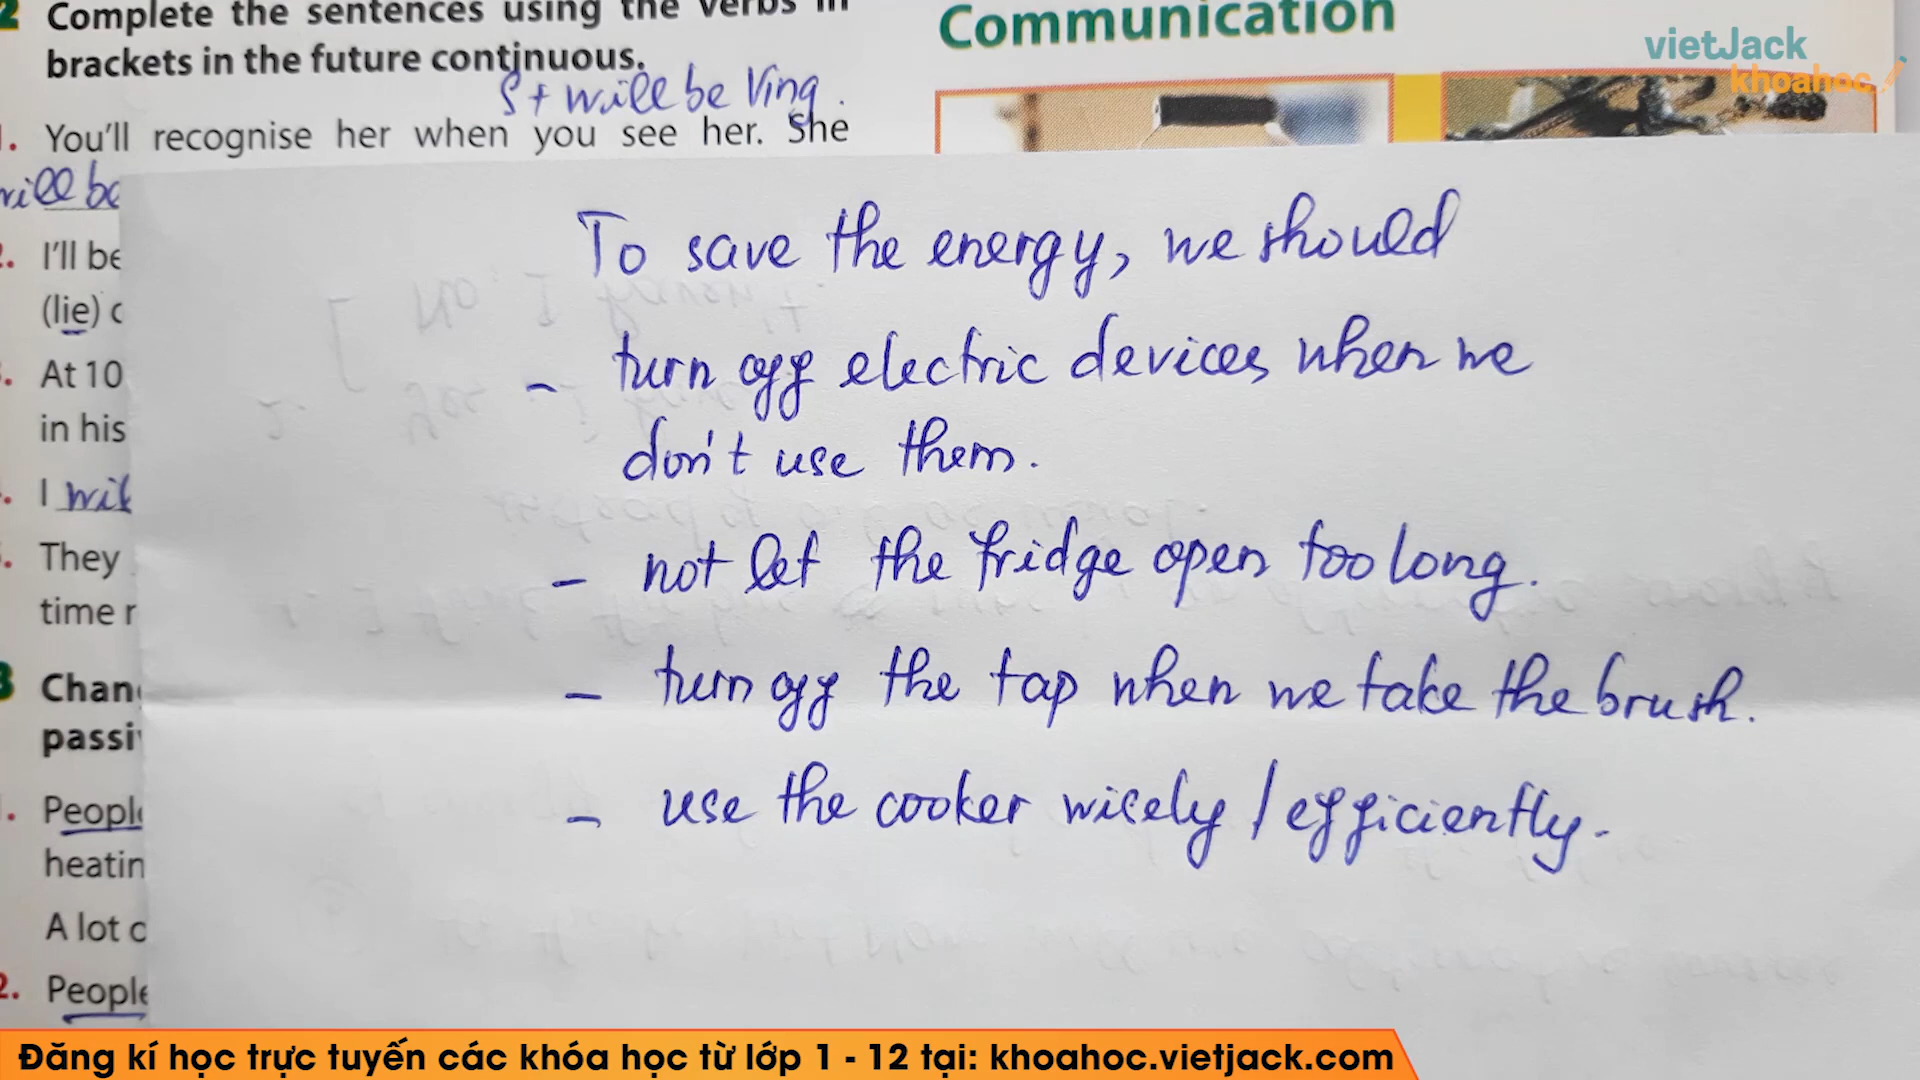 Complete the sentences using the verbs in
brackets in the future continuous.
S + will be Ving.
1. You'll recognise her when you see her. She
will be
2. I'll be
(lie)
At 10
in his
I will
They
time
3
passi
1. People
heatin
A lot
2. People
Communication
vietJack
khoahoc
To save the energy, we should
- turn off electric devices when we
don't use them.
- not let the fridge open too long.
- turn off the tap when we take the brush.
- use the cooker wisely / efficiently.
Đăng kí học trực tuyến các khóa học từ lớp 1 - 12 tại: khoahoc.vietjack.com